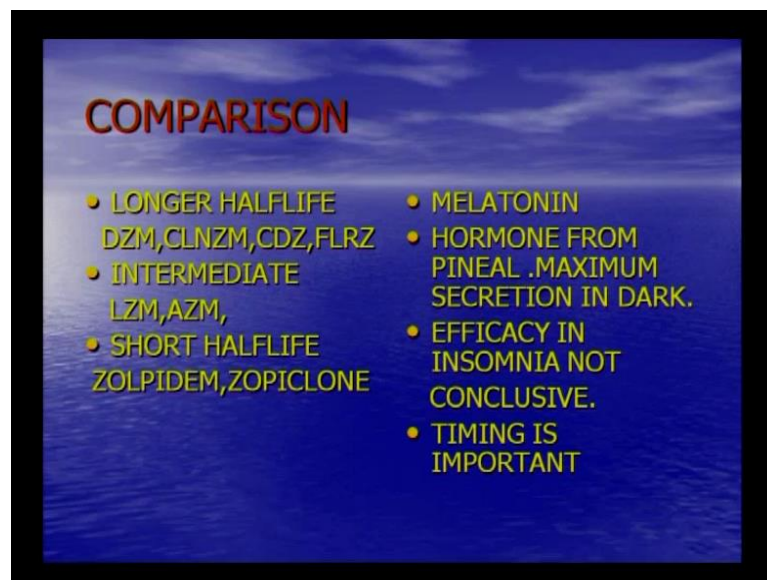 COMPARISON
• LONGER HALFLIFE
DZM,CLNZM,CDZ,FLRZ
• INTERMEDIATE
LZM,AZM,
• SHORT HALFLIFE
ZOLPIDEM,ZOPICLONE
• MELATONIN
• HORMONE FROM
PINEAL .MAXIMUM
SECRETION IN DARK.
• EFFICACY IN
INSOMNIA NOT
CONCLUSIVE.
• TIMING IS
IMPORTANT